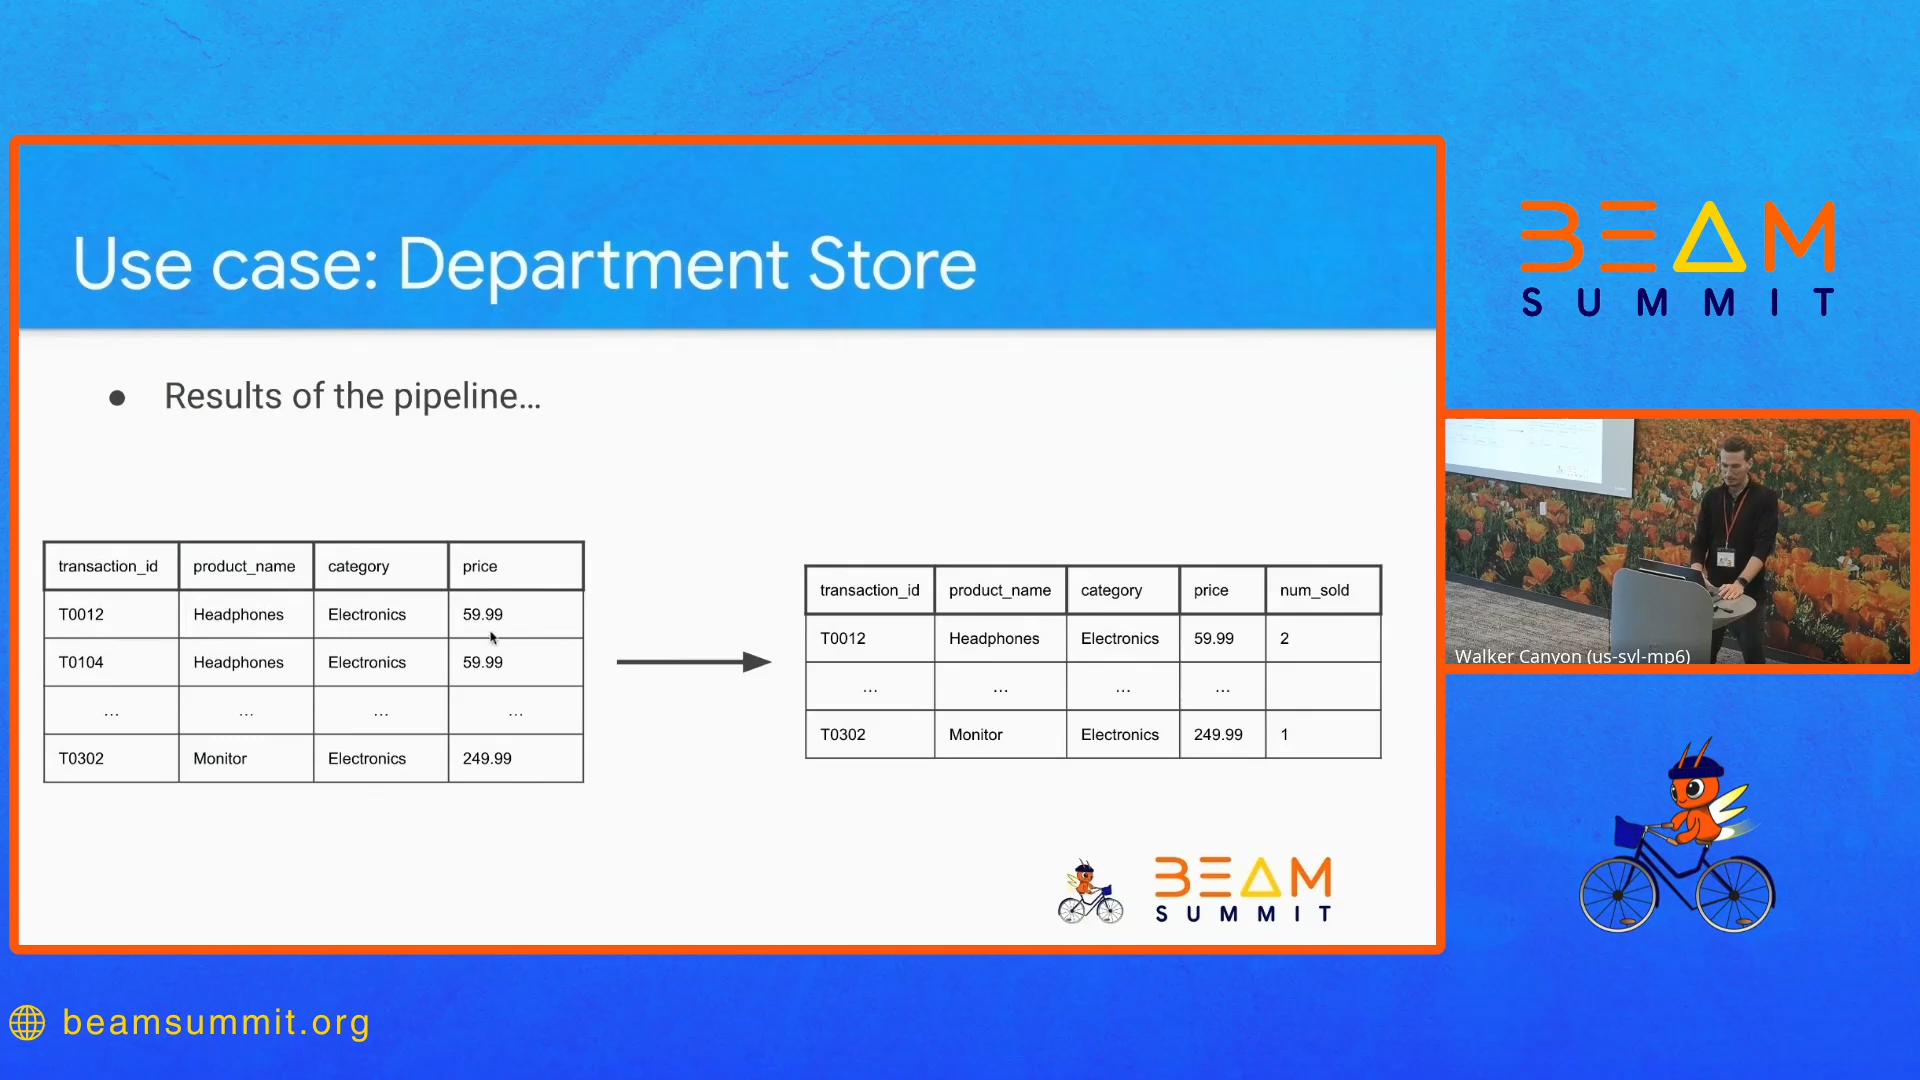 Use case: Department Store
● Results of the pipeline...
transaction_id product_name category price
T0012 Headphones Electronics 59.99
T0104 Headphones Electronics 59.99
... ... ... ...
T0302 Monitor Electronics 249.99
transaction_id product_name category price num_sold
T0012 Headphones Electronics 59.99 2
... ... ... ...
T0302 Monitor Electronics 249.99 1
BEAM
SUMMIT
BEAM
SUMMIT
Walker Canyon (us-svl-mp6)
beamsummit.org